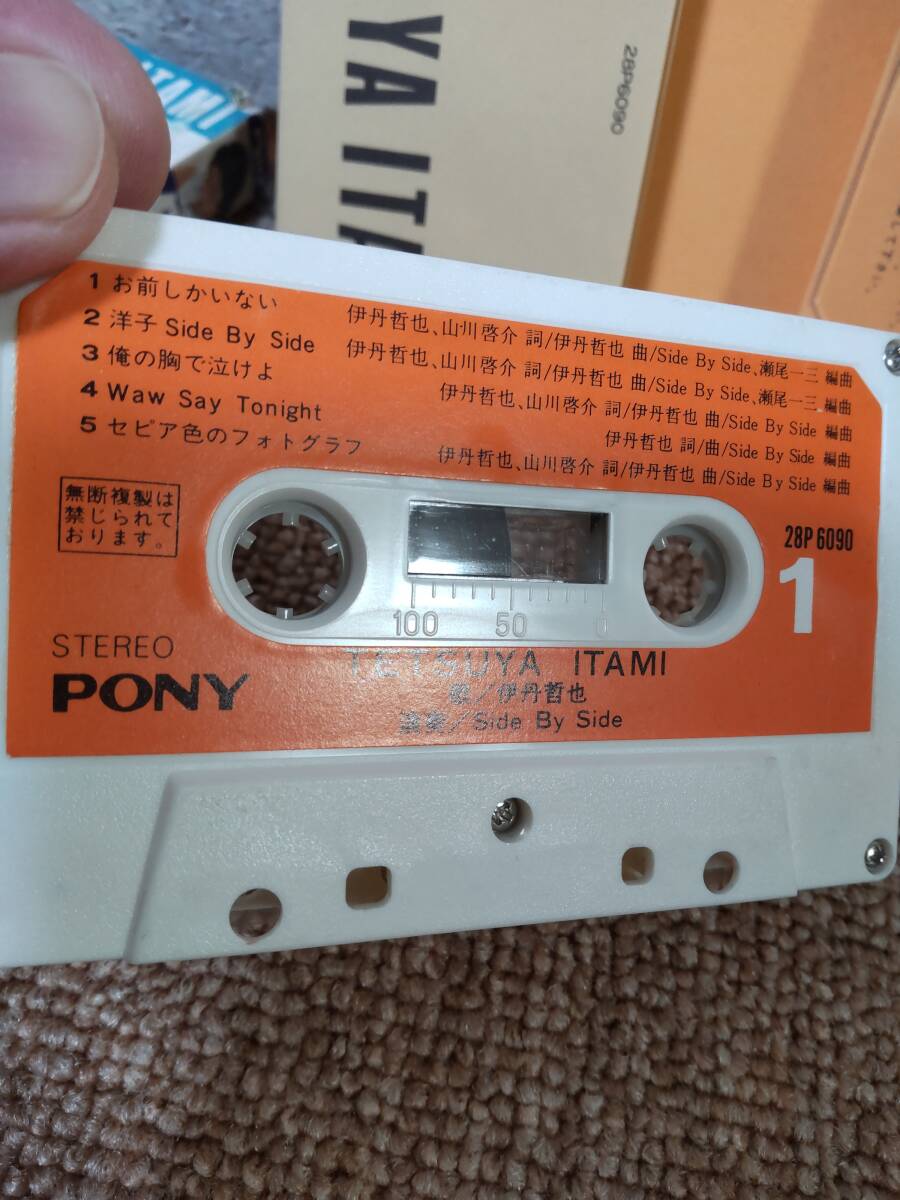 ITAMI
YA ITA
28P6090
1 お前しかいない 伊丹哲也、山川啓介 詞/伊丹哲也 曲/Side By Side、瀬尾一三 編曲
2 洋子 Side By Side 伊丹哲也、山川啓介 詞/伊丹哲也 曲/Side By Side、瀬尾一三 編曲
3 俺の胸で泣けよ 伊丹哲也、山川啓介 詞/伊丹哲也 曲/Side By Side 編曲
4 Waw Say Tonight 伊丹哲也 詞/曲/Side By Side 編曲
5 セピア色のフォトグラフ 伊丹哲也、山川啓介 詞/伊丹哲也 曲/Side By Side 編曲
無断複製は
禁じられて
おります。
28P6090
1
100 50 0
STEREO
PONY
TETSUYA ITAMI
歌/伊丹哲也
演奏/Side By Side